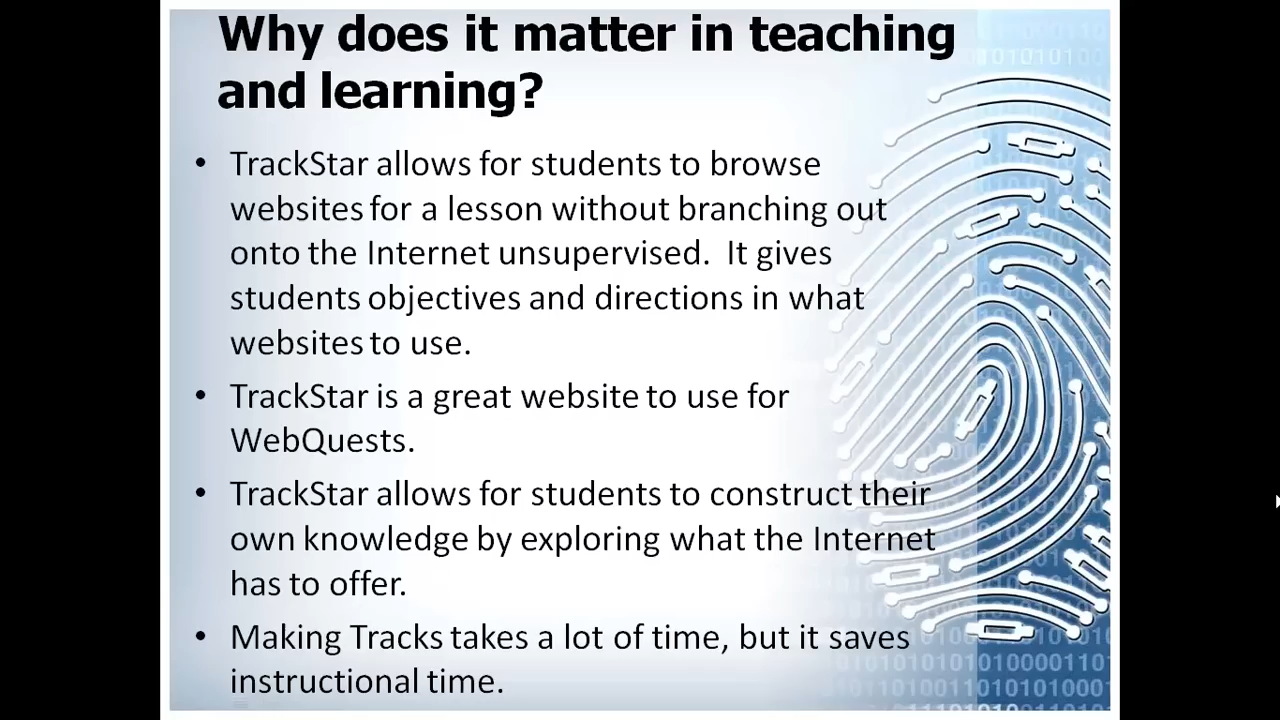 Why does it matter in teaching
and learning?
• TrackStar allows for students to browse
websites for a lesson without branching out
onto the Internet unsupervised.  It gives
students objectives and directions in what
websites to use.
• TrackStar is a great website to use for
WebQuests.
• TrackStar allows for students to construct their
own knowledge by exploring what the Internet
has to offer.
• Making Tracks takes a lot of time, but it saves
instructional time.